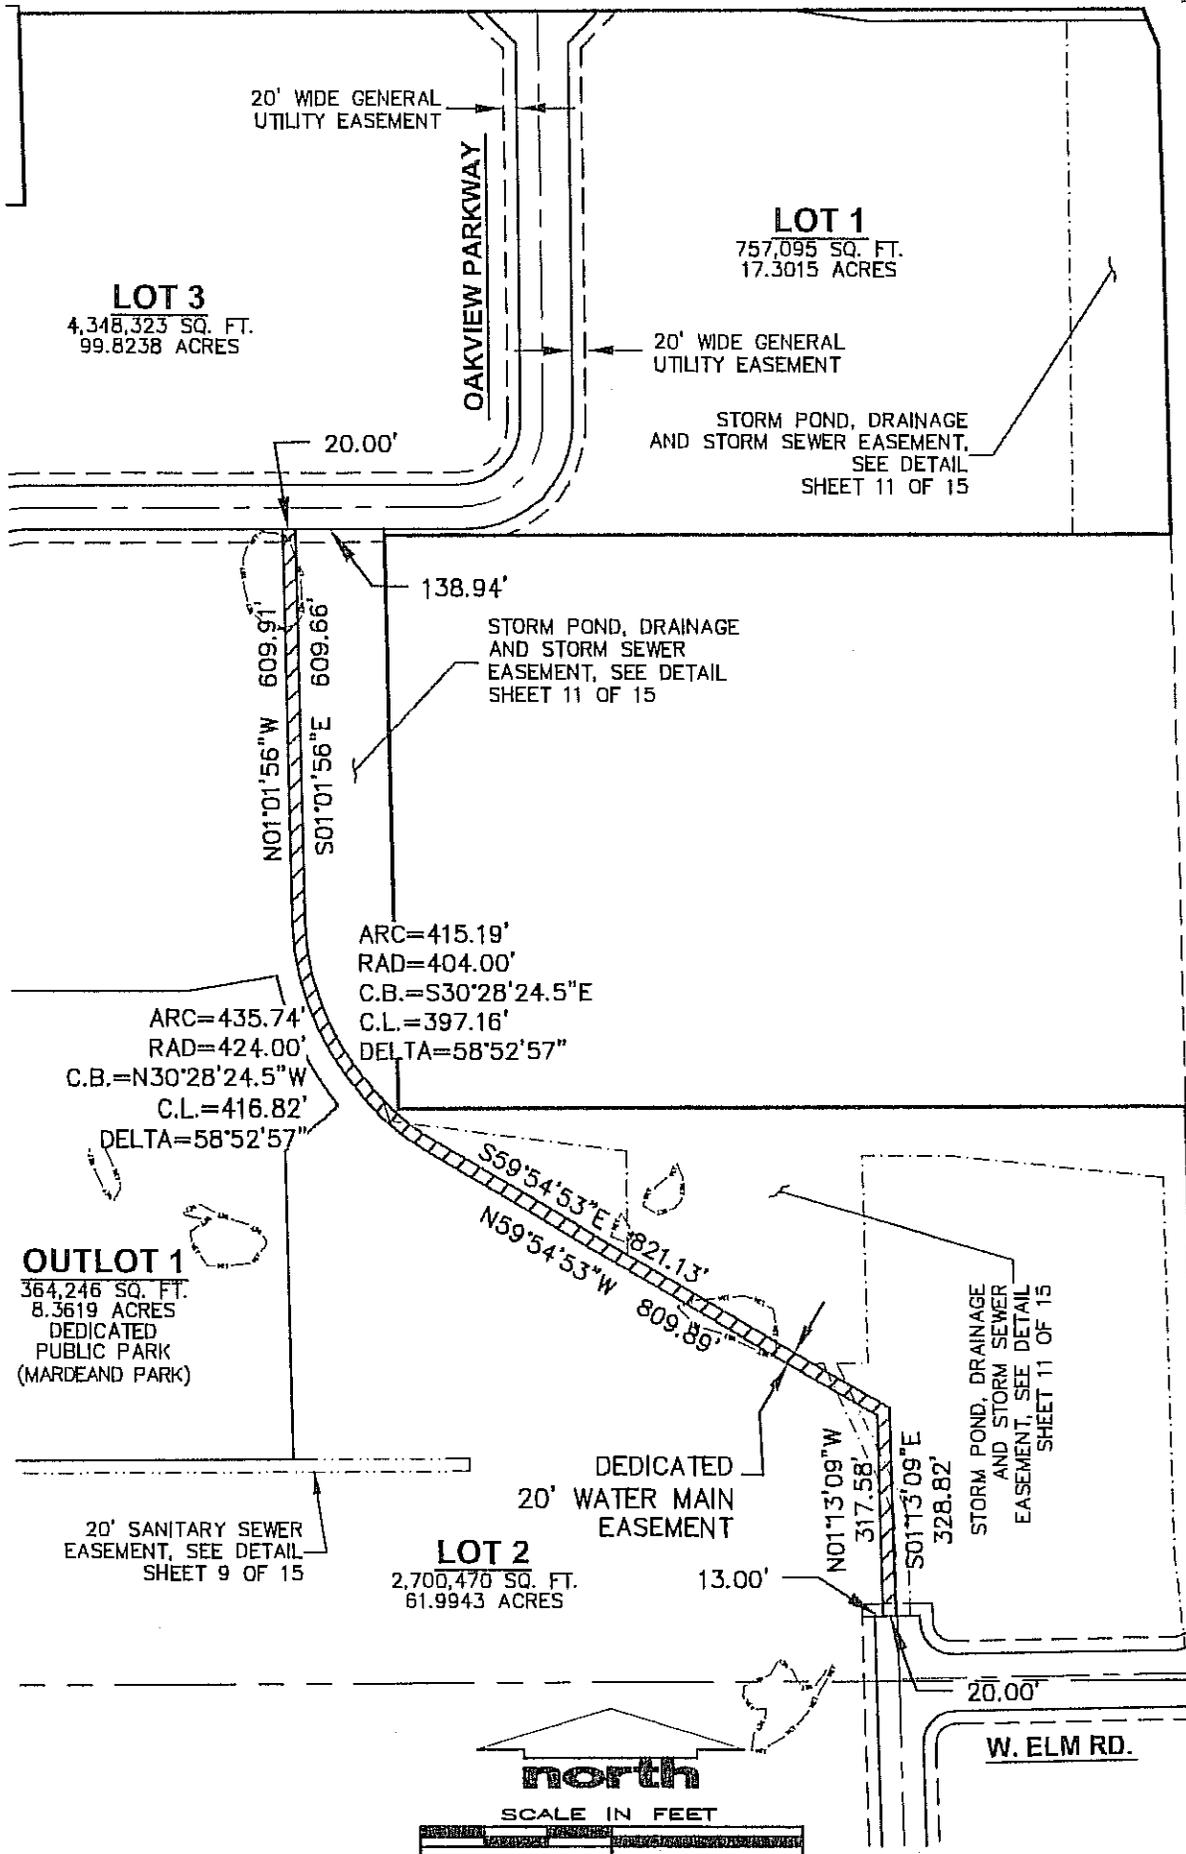 20' WIDE GENERAL
UTILITY EASEMENT
OAKVIEW PARKWAY
LOT 1
757,095 SQ. FT.
17.3015 ACRES
LOT 3
4,348,323 SQ. FT.
99.8238 ACRES
20' WIDE GENERAL
UTILITY EASEMENT
STORM POND, DRAINAGE
AND STORM SEWER EASEMENT,
SEE DETAIL
SHEET 11 OF 15
20.00'
138.94'
STORM POND, DRAINAGE
AND STORM SEWER
EASEMENT, SEE DETAIL
SHEET 11 OF 15
N01°01'56"W 609.91'
S01°01'56"E 609.66'
ARC=415.19'
RAD=404.00'
C.B.=S30°28'24.5"E
C.L.=397.16'
DELTA=58°52'57"
ARC=435.74'
RAD=424.00'
C.B.=N30°28'24.5"W
C.L.=416.82'
DELTA=58°52'57"
S59°54'53"E 821.13'
N59°54'53"W 809.89'
OUTLOT 1
364,246 SQ. FT.
8.3619 ACRES
DEDICATED
PUBLIC PARK
(MARDEAND PARK)
STORM POND, DRAINAGE
AND STORM SEWER
EASEMENT, SEE DETAIL
SHEET 11 OF 15
DEDICATED
20' WATER MAIN
EASEMENT
N01°13'09"W
317.58'
S01°13'09"E
328.82'
20' SANITARY SEWER
EASEMENT, SEE DETAIL
SHEET 9 OF 15
LOT 2
2,700,470 SQ. FT.
61.9943 ACRES
13.00'
20.00'
W. ELM RD.
north
SCALE IN FEET